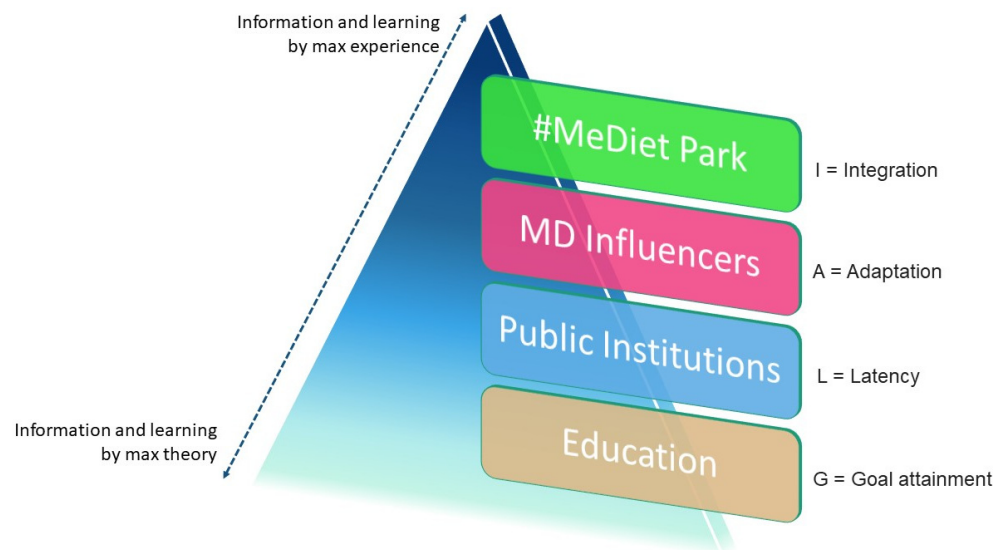 Information and learning
by max experience
#MeDiet Park
I = Integration
MD Influencers
A = Adaptation
Public Institutions
L = Latency
Information and learning
by max theory
Education
G = Goal attainment